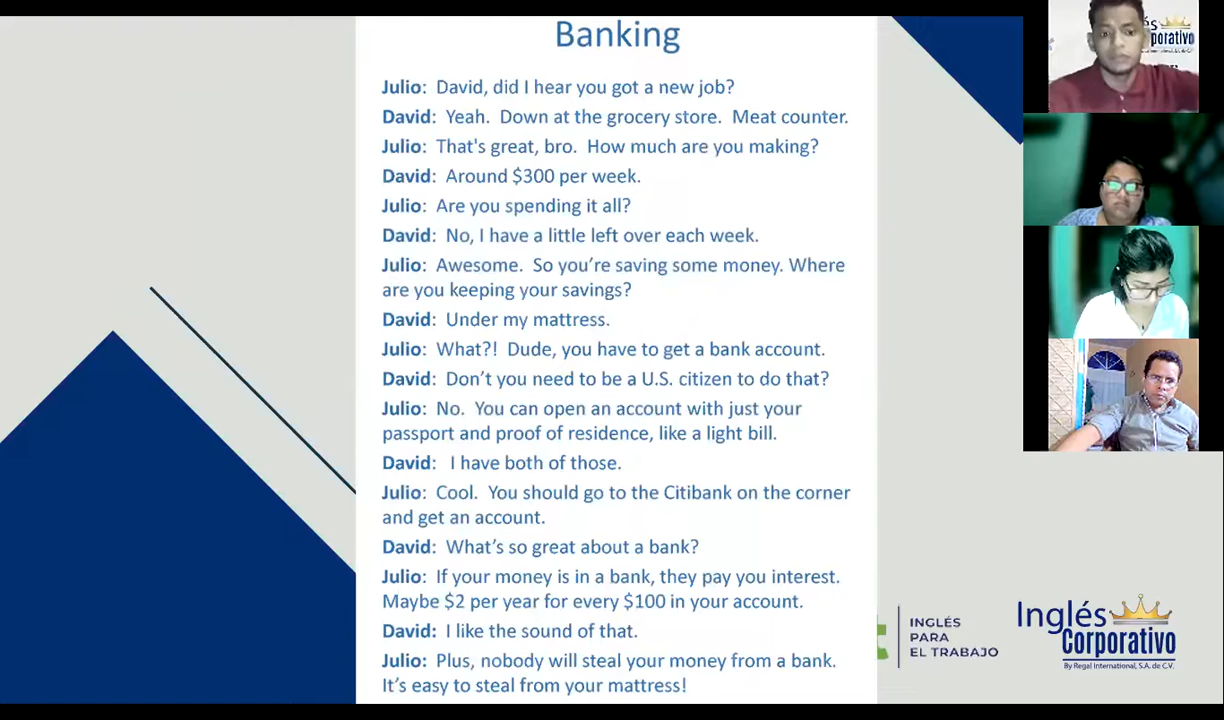 Banking
Julio: David, did I hear you got a new job?
David: Yeah. Down at the grocery store. Meat counter.
Julio: That's great, bro. How much are you making?
David: Around $300 per week.
Julio: Are you spending it all?
David: No, I have a little left over each week.
Julio: Awesome. So you’re saving some money. Where
are you keeping your savings?
David: Under my mattress.
Julio: What?! Dude, you have to get a bank account.
David: Don’t you need to be a U.S. citizen to do that?
Julio: No. You can open an account with just your
passport and proof of residence, like a light bill.
David: I have both of those.
Julio: Cool. You should go to the Citibank on the corner
and get an account.
David: What’s so great about a bank?
Julio: If your money is in a bank, they pay you interest.
Maybe $2 per year for every $100 in your account.
David: I like the sound of that.
Julio: Plus, nobody will steal your money from a bank.
It’s easy to steal from your mattress!
INGLÉS
PARA
EL TRABAJO
Inglés
Corporativo
By Regal International, S.A. de C.V.